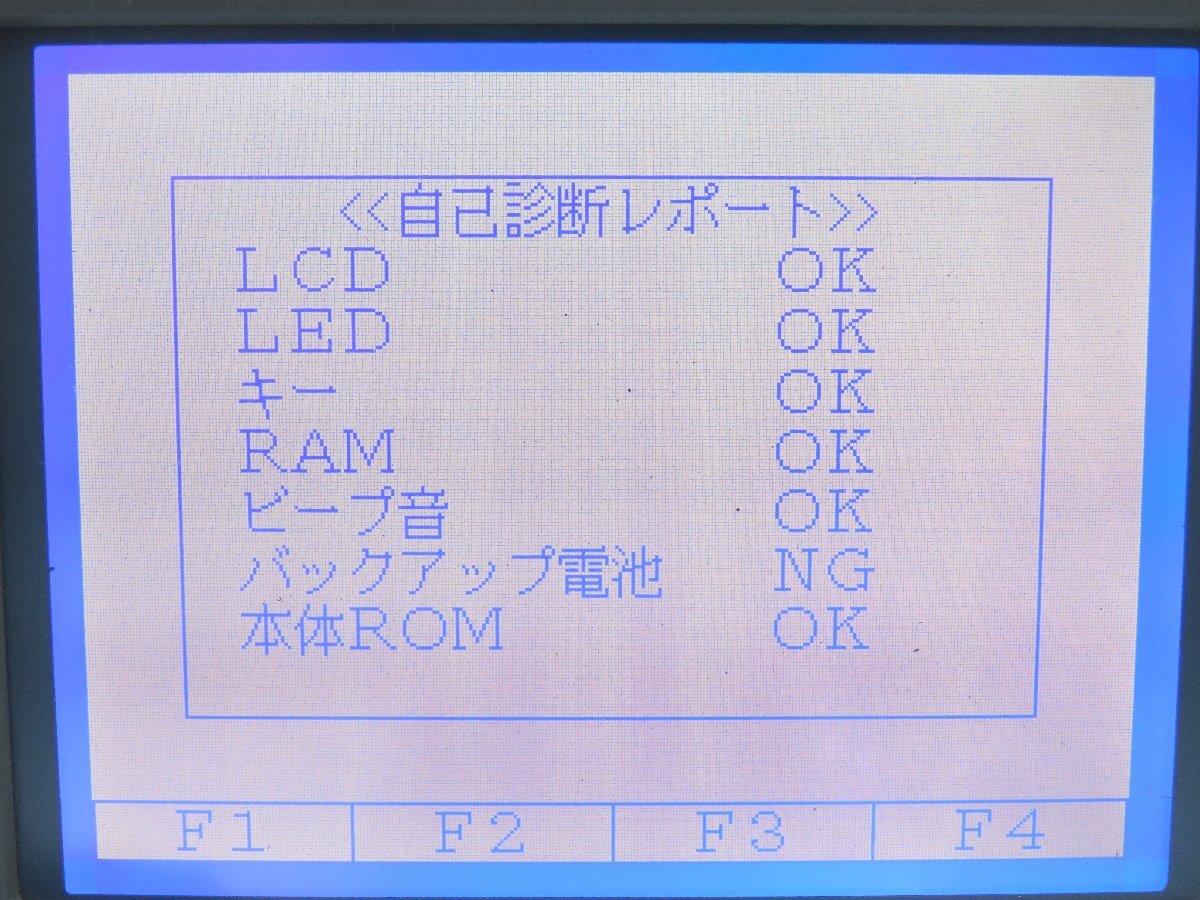 <<自己診断レポート>>
LCD OK
LED OK
キー OK
RAM OK
ビープ音 OK
バックアップ電池 NG
本体ROM OK
F1 F2 F3 F4